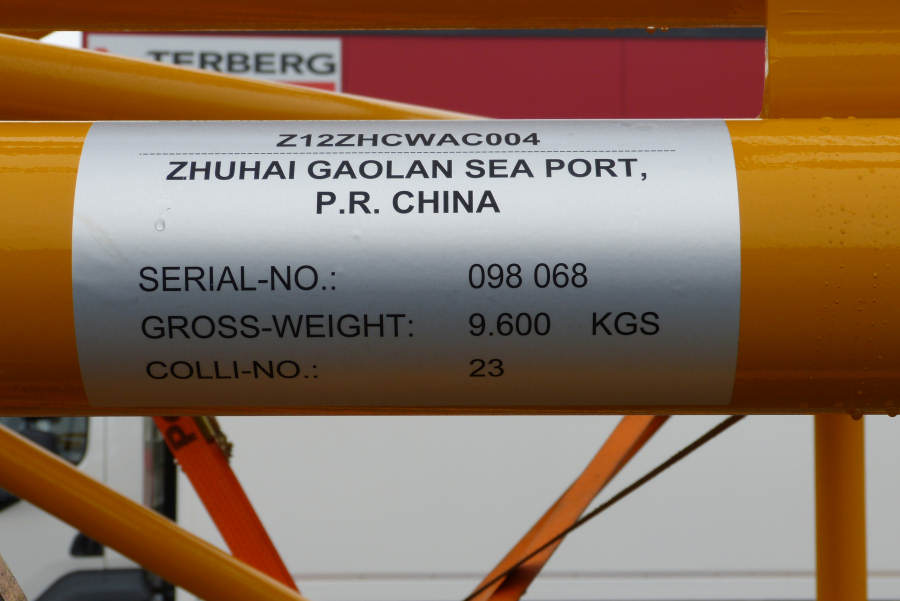 TERBERG
Z12ZHCWAC004
ZHUHAI GAOLAN SEA PORT,
P.R. CHINA
SERIAL-NO.: 098 068
GROSS-WEIGHT: 9.600 KGS
COLLI-NO.: 23